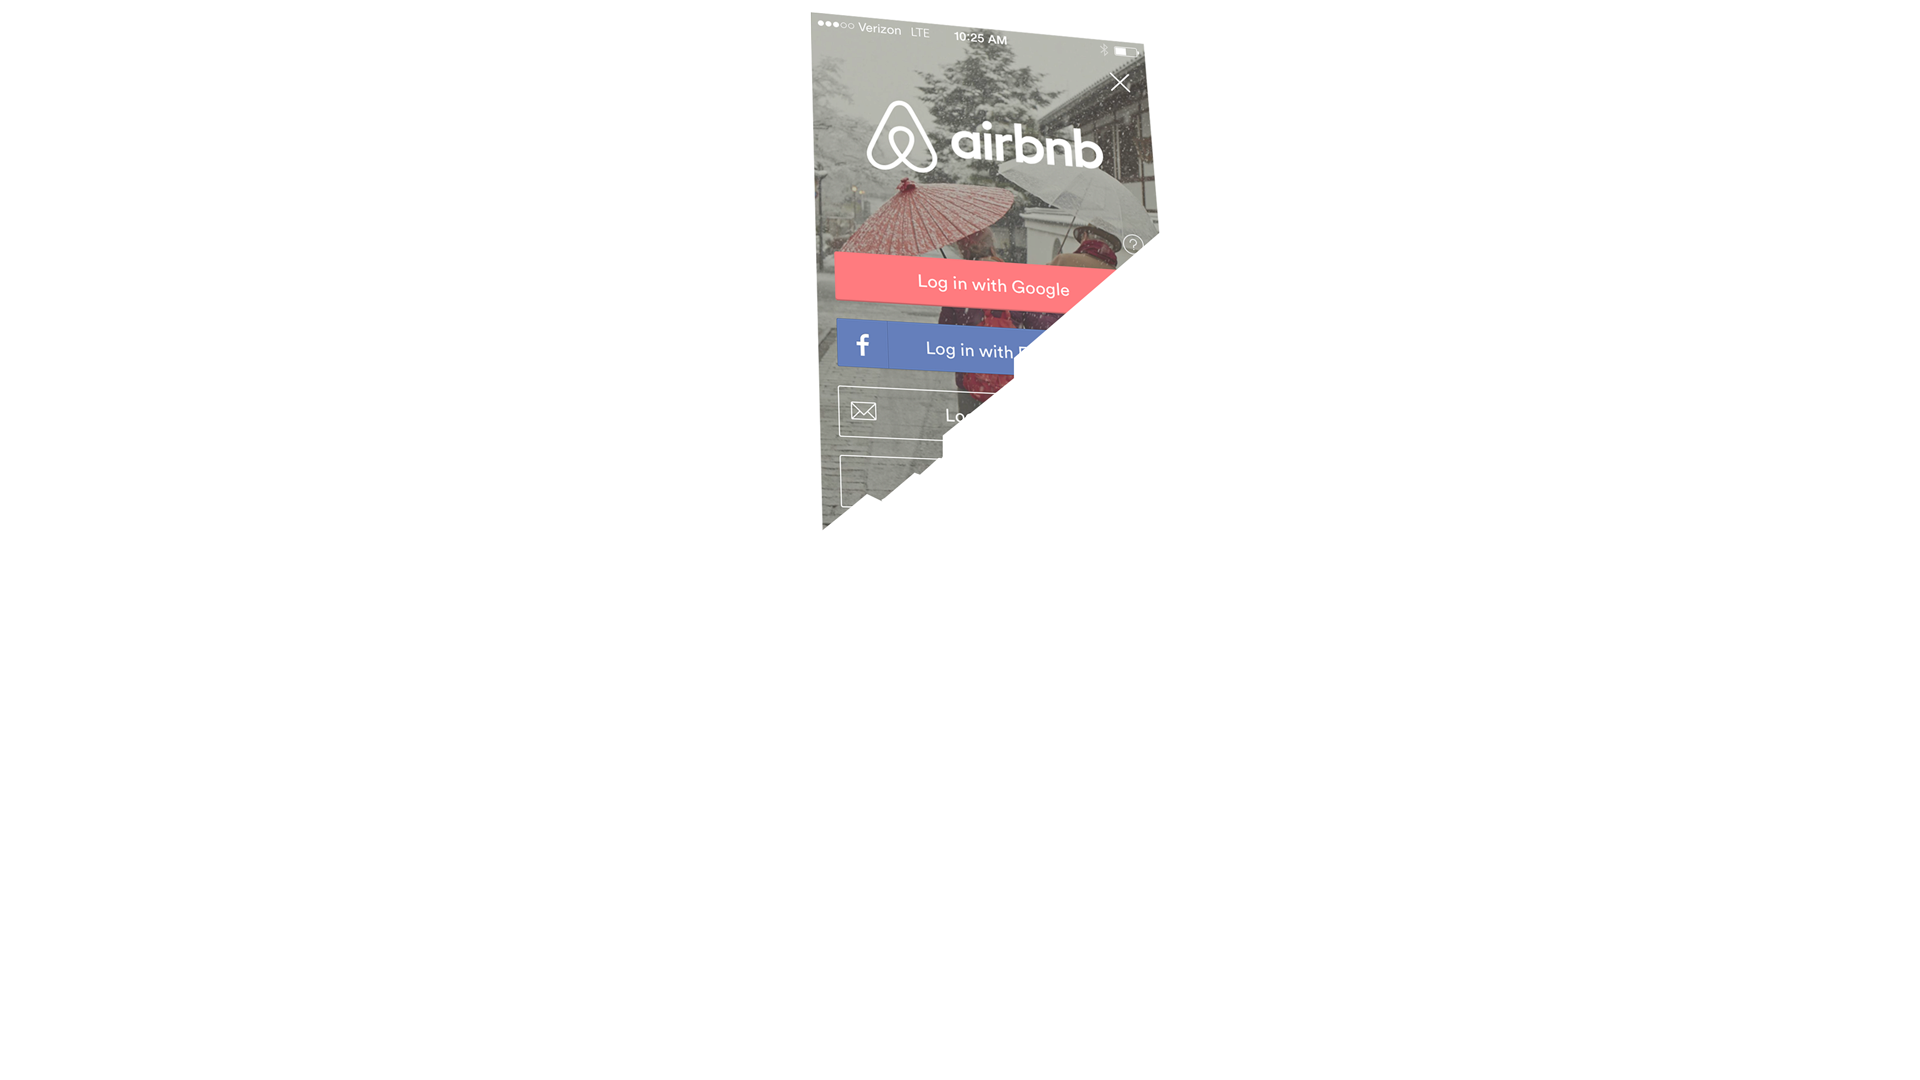 Verizon LTE 10:25 AM
airbnb
?
Log in with Google
f
Log in with